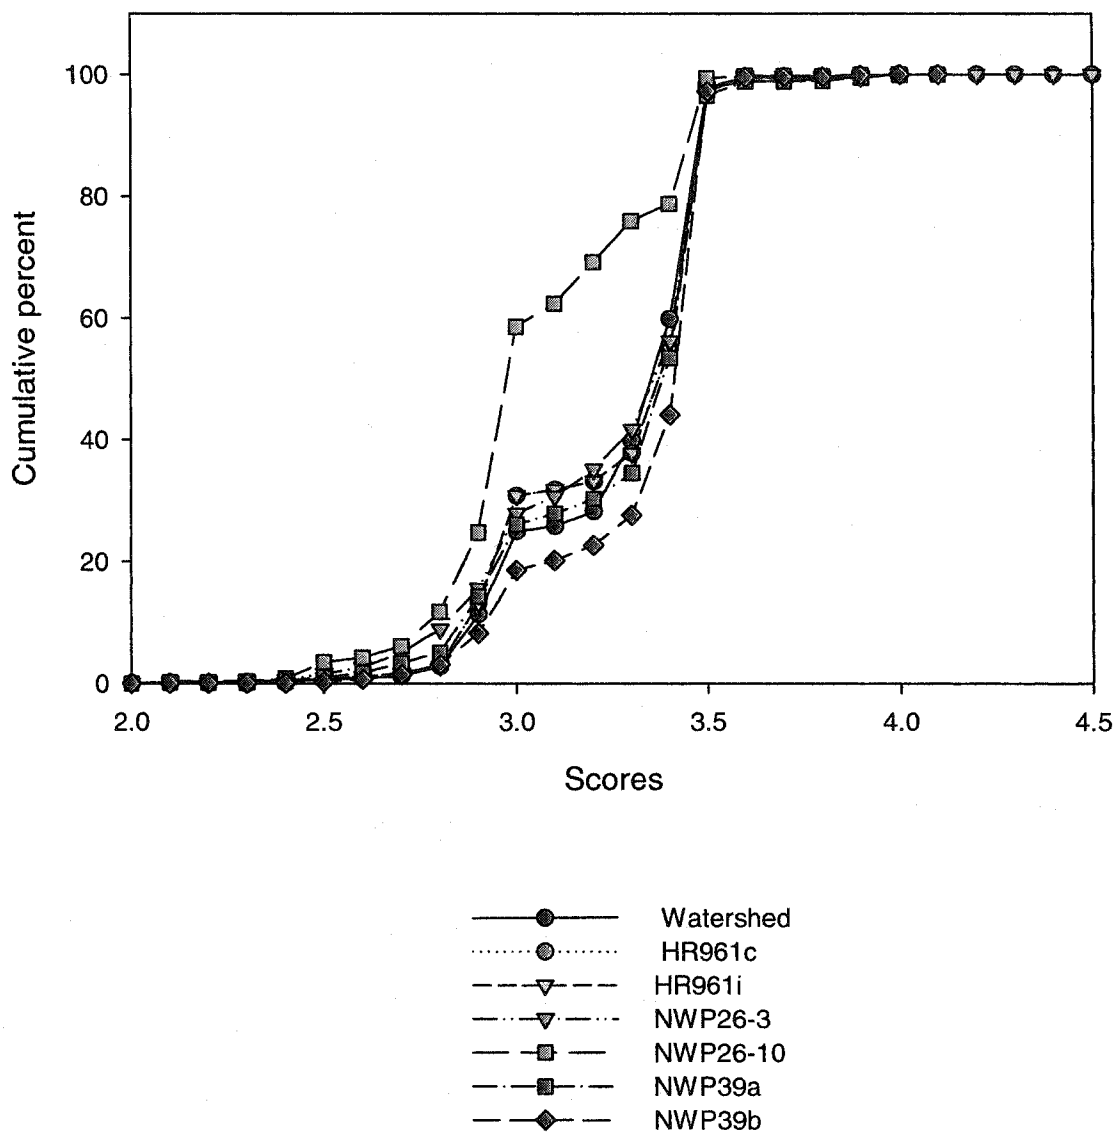 100
80
60
40
20
0
Cumulative percent
2.0 2.5 3.0 3.5 4.0 4.5
Scores
Watershed
HR961c
HR961i
NWP26-3
NWP26-10
NWP39a
NWP39b